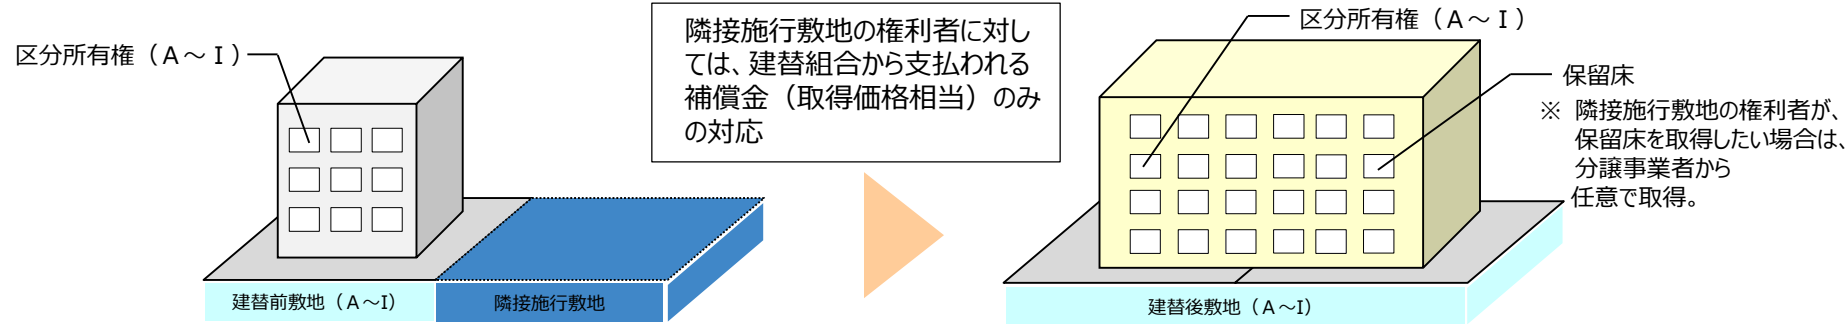 区分所有権（A～I）
隣接施行敷地の権利者に対し
ては、建替組合から支払われる
補償金（取得価格相当）のみ
の対応
区分所有権（A～I）
保留床
※ 隣接施行敷地の権利者が、
保留床を取得したい場合は、
分譲事業者から
任意で取得。
建替前敷地（A～I）
隣接施行敷地
建替後敷地（A～I）